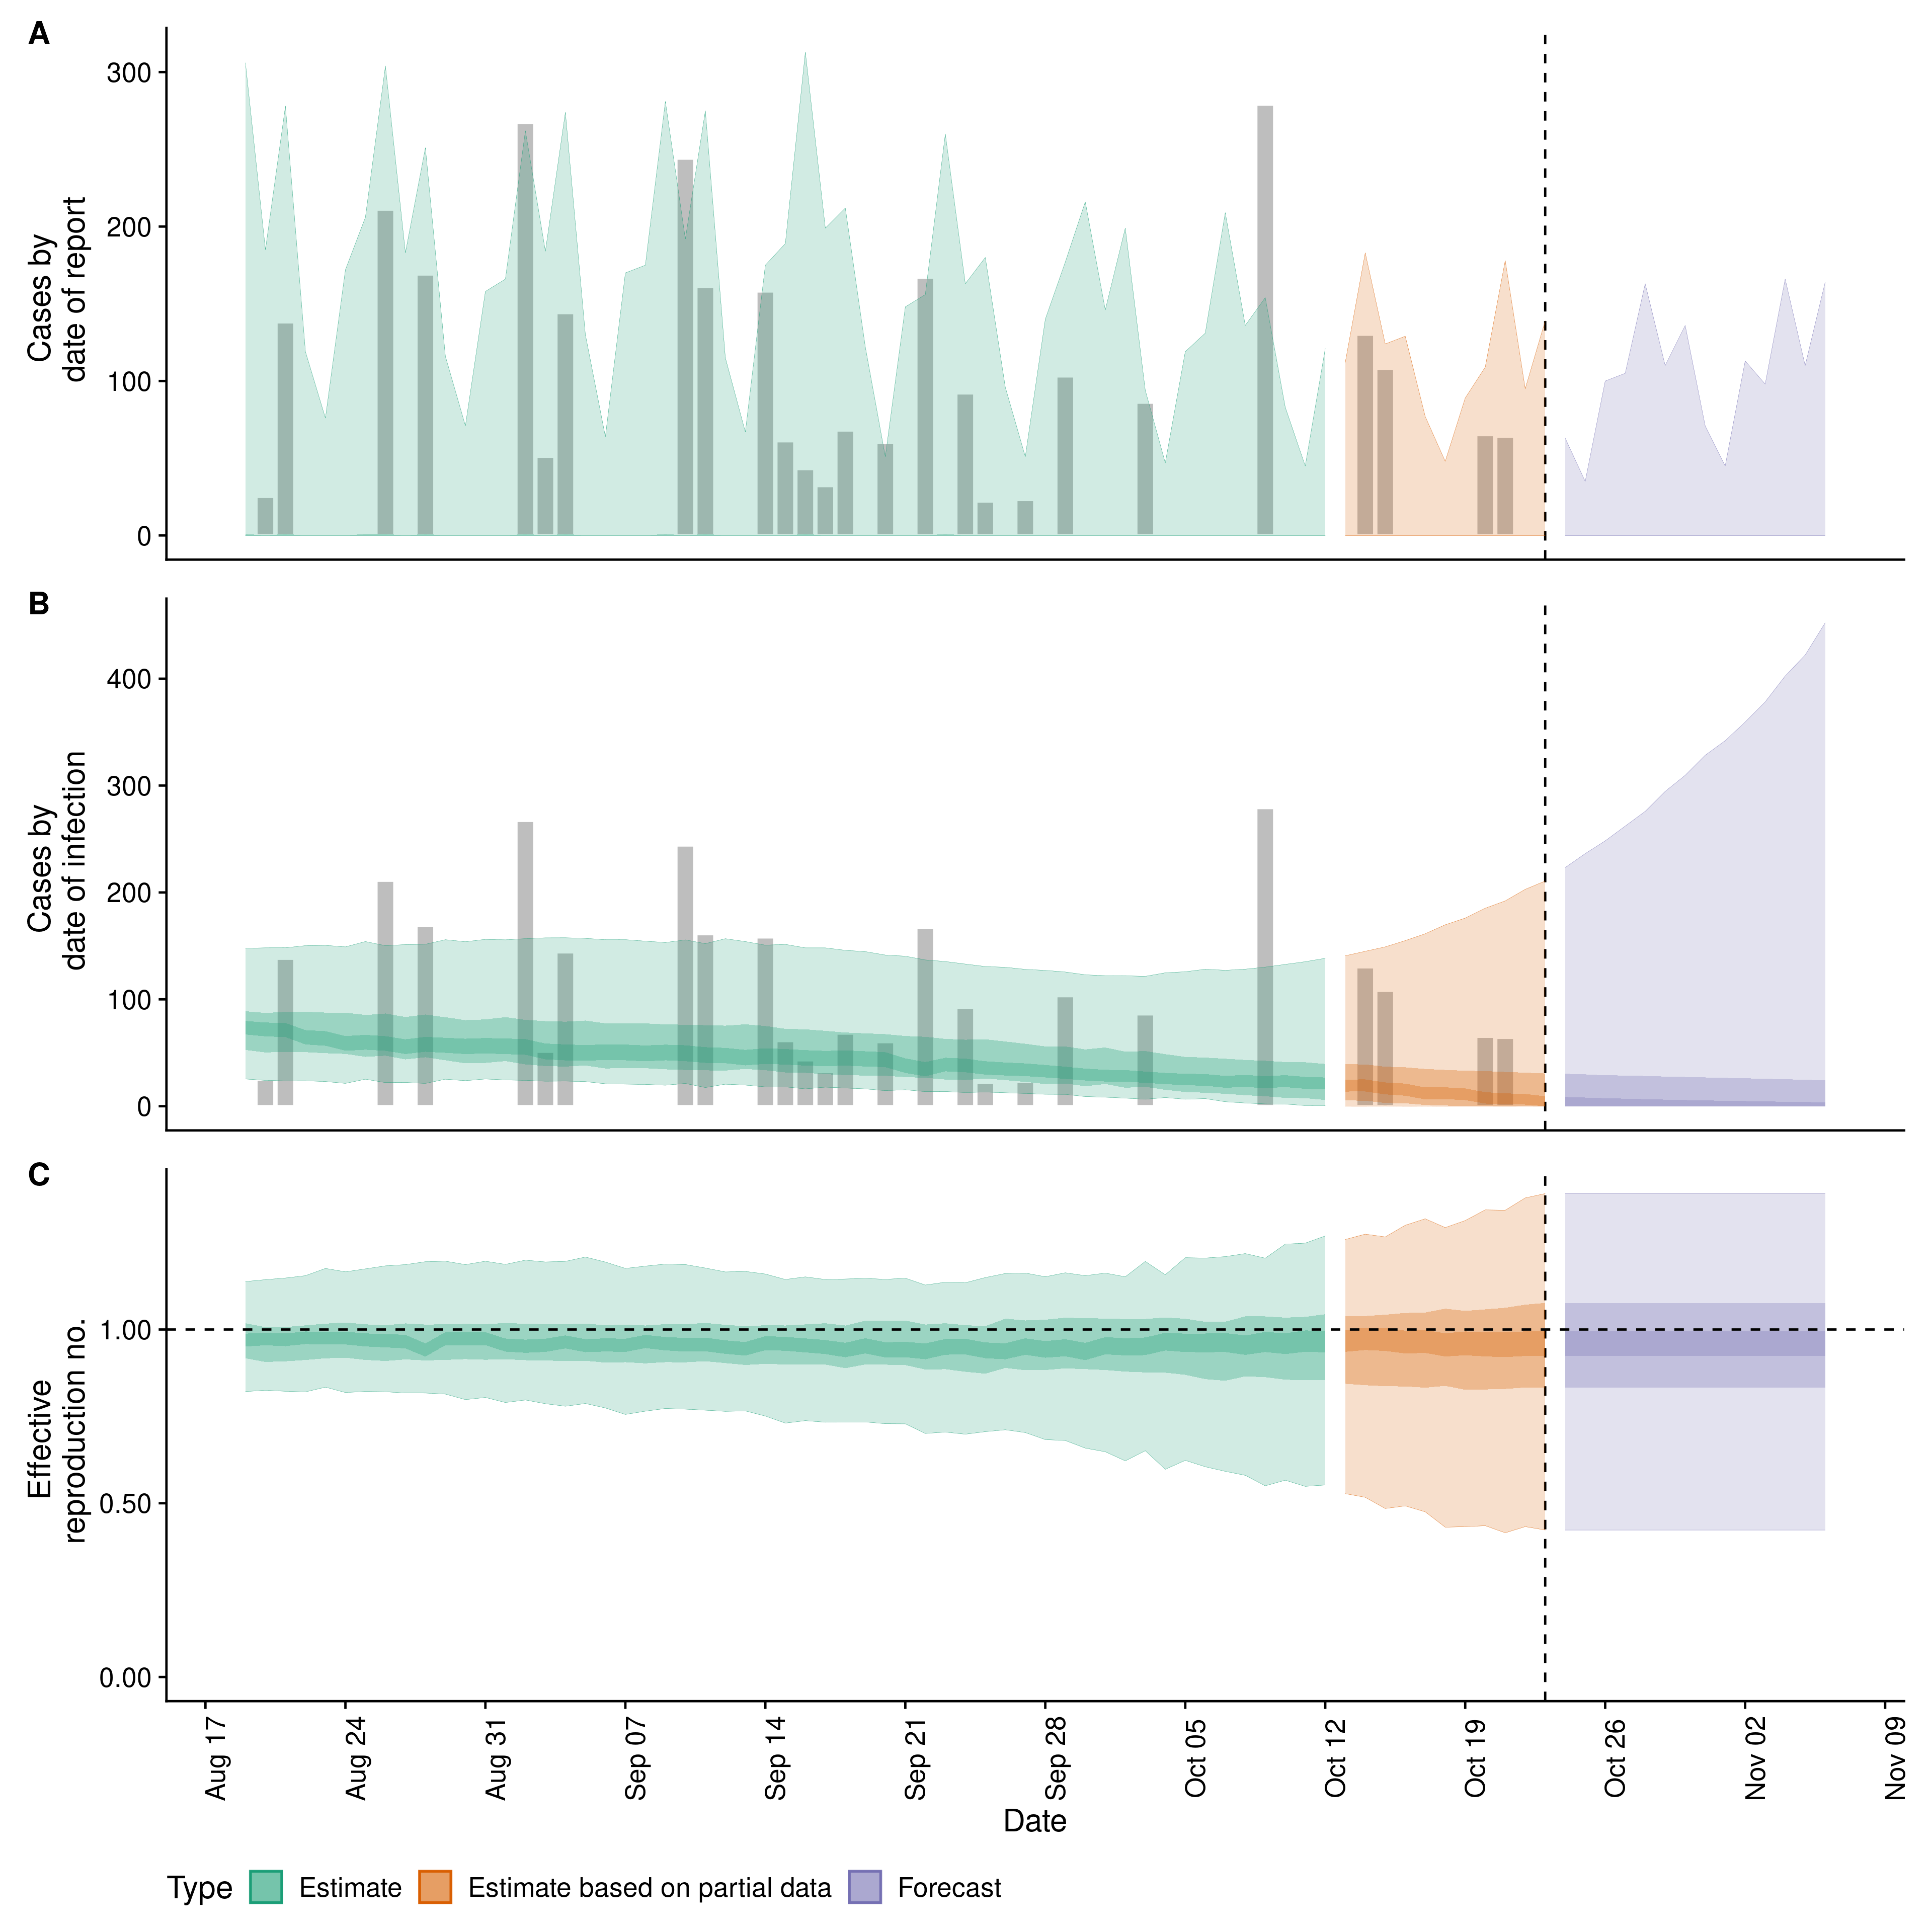 A
Cases by
date of report
300
200
100
0
B
Cases by
date of infection
400
300
200
100
0
C
Effective
reproduction no.
1.00
0.50
0.00
Aug 17
Aug 24
Aug 31
Sep 07
Sep 14
Sep 21
Sep 28
Oct 05
Oct 12
Oct 19
Oct 26
Nov 02
Nov 09
Date
Type Estimate Estimate based on partial data Forecast